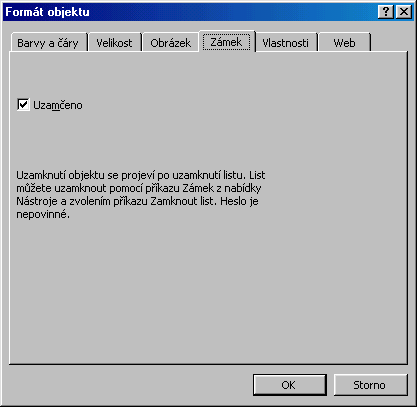 Formát objektu
Barvy a čáry Velikost Obrázek Zámek Vlastnosti Web
Uzamčeno
Uzamknutí objektu se projeví po uzamknutí listu. List
můžete uzamknout pomocí příkazu Zámek z nabídky
Nástroje a zvolením příkazu Zamknout list. Heslo je
nepovinné.
OK Storno